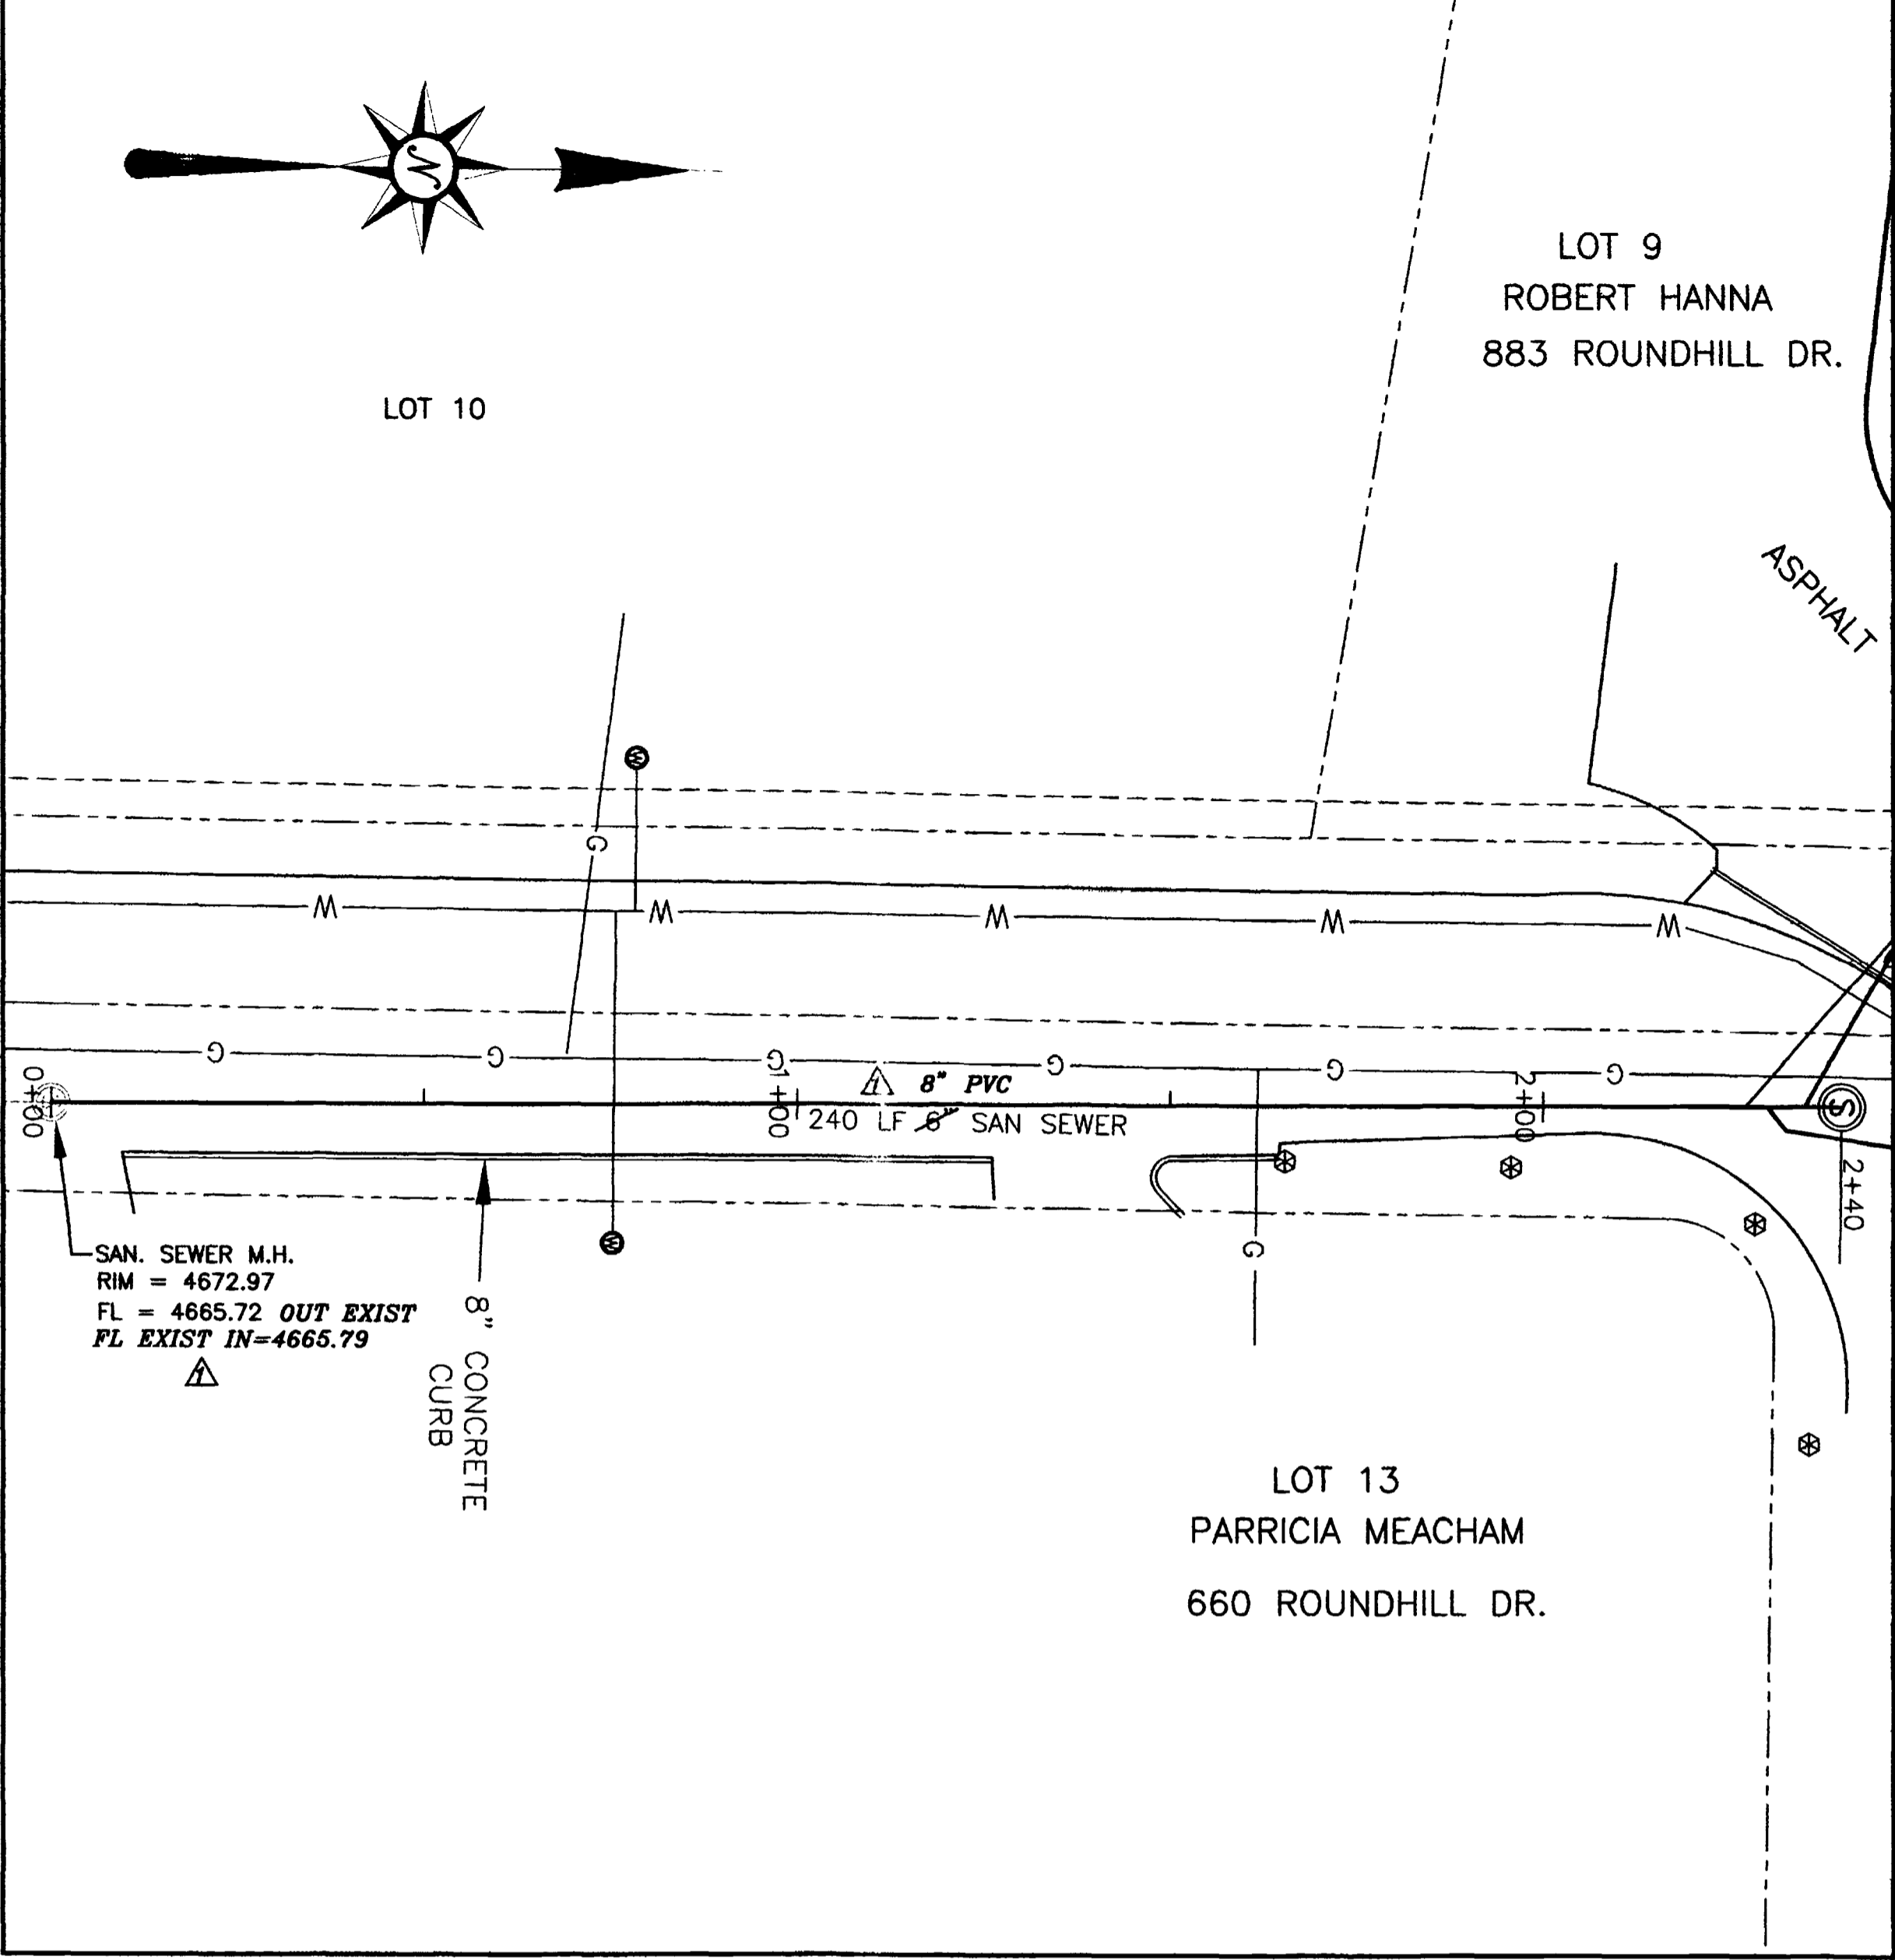 N
LOT 9
ROBERT HANNA
883 ROUNDHILL DR.
LOT 10
ASPHALT
W
G
W W W W W
G G G G G G
0+00
1+00
2+00
1 8" PVC
240 LF 6" SAN SEWER
S
2+40
W
G
SAN. SEWER M.H.
RIM = 4672.97
FL = 4665.72 OUT EXIST
FL EXIST IN=4665.79
1
8" CONCRETE
CURB
LOT 13
PARRICIA MEACHAM
660 ROUNDHILL DR.